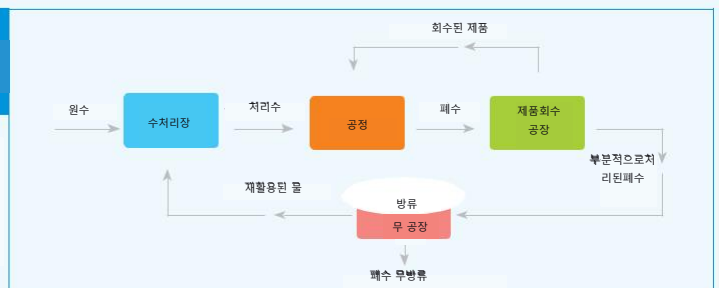 회수된 제품
원수
수처리장
처리수
공정
폐수
제품회수
공장
부분적으로처
리된폐수
재활용된 물
방류
무 공장
폐수 무방류